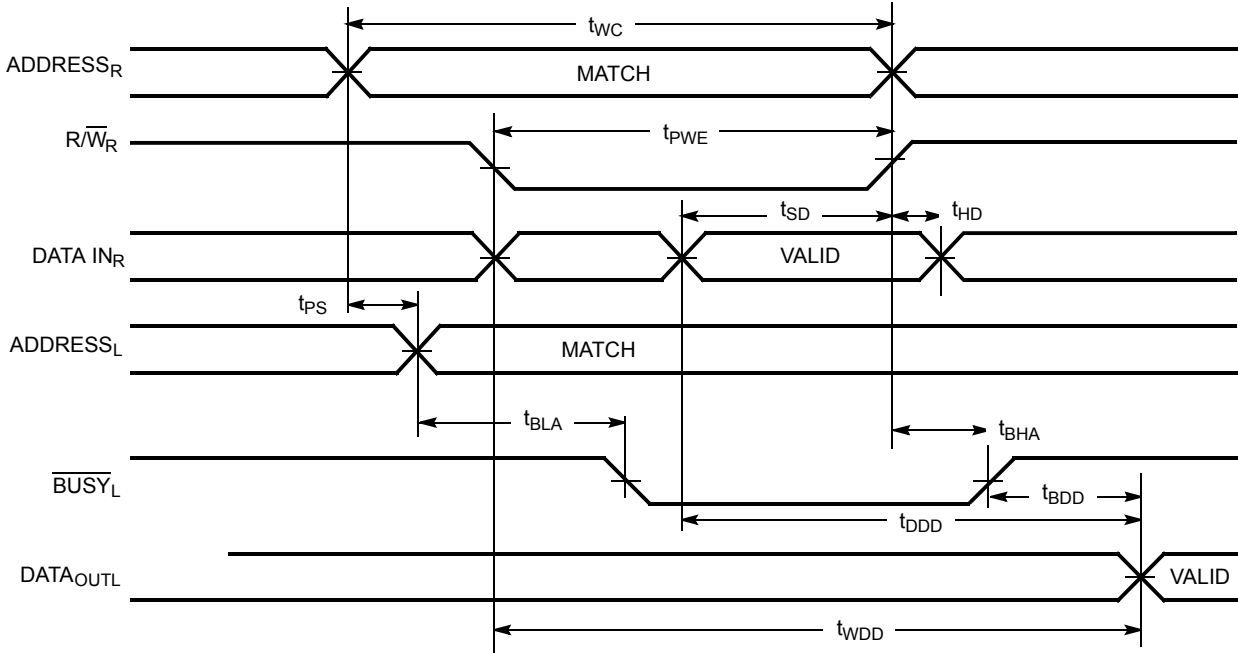 tWC
ADDRESSR
MATCH
R/W̅R
tPWE
tSD
tHD
DATA INR
VALID
tPS
ADDRESSL
MATCH
tBLA
tBHA
B̅U̅S̅Y̅L
tBDD
tDDD
DATAOUTL
VALID
tWDD